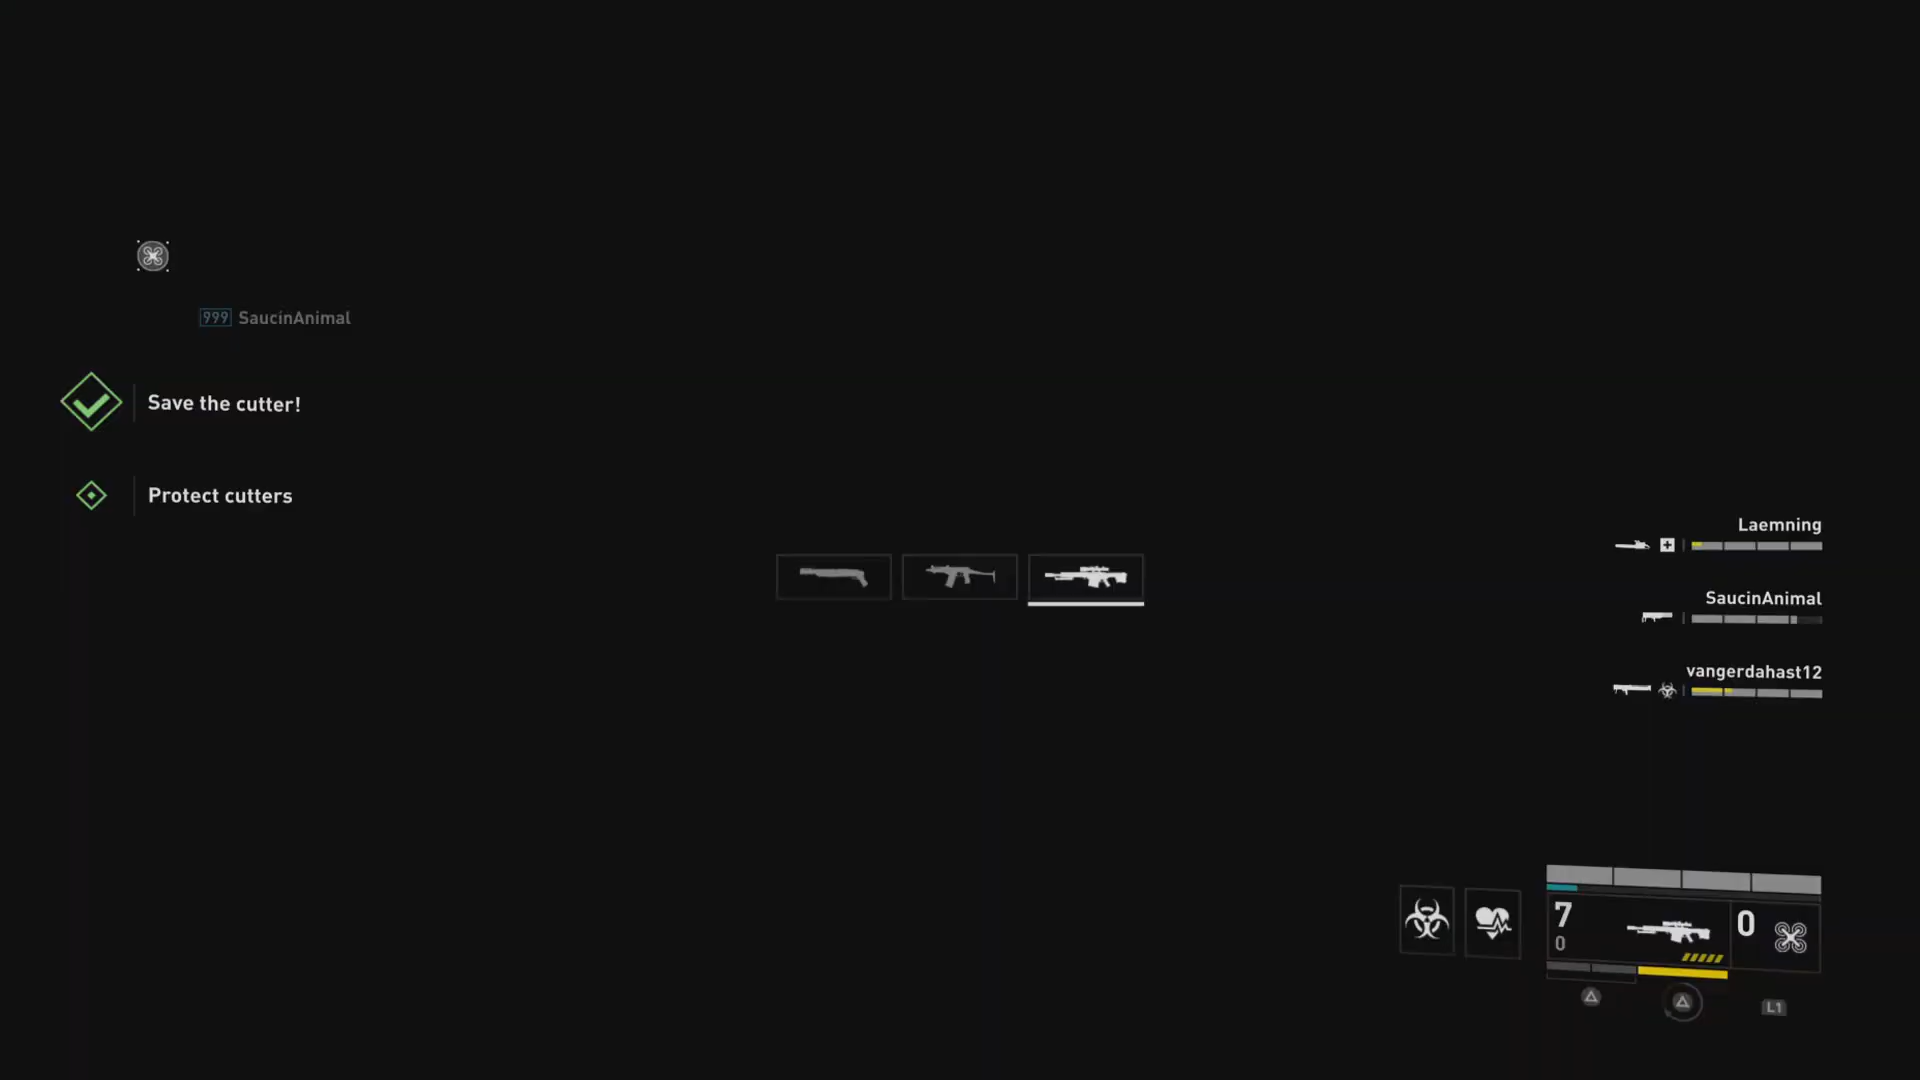 999 SaucinAnimal
Save the cutter!
Protect cutters
Laemning
SaucinAnimal
vangerdahast12
7
0
0
L1